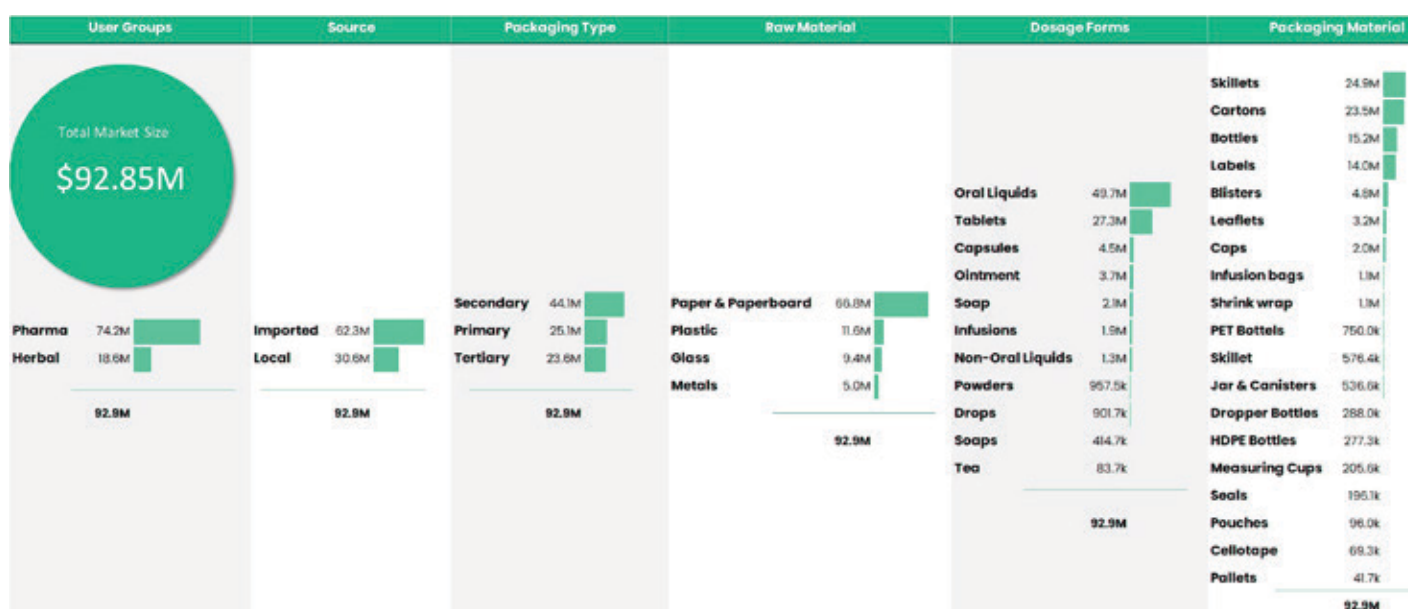 User Groups
Source
Packaging Type
Raw Material
Dosage Forms
Packaging Material
Total Market Size
$92.85M
Pharma 74.2M
Herbal 18.6M
92.9M
Imported 62.3M
Local 30.6M
92.9M
Secondary 44.1M
Primary 25.1M
Tertiary 23.6M
92.9M
Paper & Paperboard 66.8M
Plastic 11.6M
Glass 9.4M
Metals 5.0M
92.9M
Oral Liquids 49.7M
Tablets 27.3M
Capsules 4.5M
Ointment 3.7M
Soap 2.1M
Infusions 1.9M
Non-Oral Liquids 1.3M
Powders 957.5k
Drops 901.7k
Soaps 414.7k
Tea 83.7k
92.9M
Skillets 24.9M
Cartons 23.5M
Bottles 15.2M
Labels 14.0M
Blisters 4.8M
Leaflets 3.2M
Caps 2.0M
Infusion bags 1.1M
Shrink wrap 1.1M
PET Bottels 750.0k
Skillet 576.4k
Jar & Canisters 536.6k
Dropper Bottles 288.0k
HDPE Bottles 277.3k
Measuring Cups 205.6k
Seals 195.1k
Pouches 96.0k
Cellotape 69.3k
Pallets 41.7k
92.9M